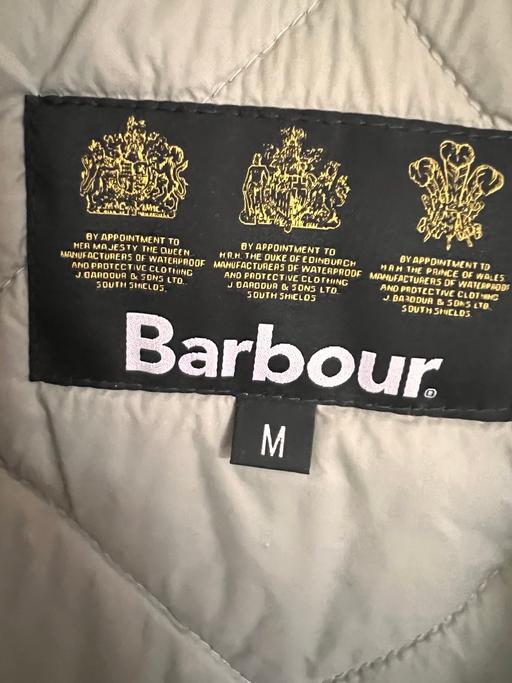 BY APPOINTMENT TO
HER MAJESTY THE QUEEN
MANUFACTURERS OF WATERPROOF
AND PROTECTIVE CLOTHING
J. BARBOUR & SONS LTD.,
SOUTH SHIELDS.
BY APPOINTMENT TO
H.R.H. THE DUKE OF EDINBURGH
MANUFACTURERS OF WATERPROOF
AND PROTECTIVE CLOTHING
J. BARBOUR & SONS LTD.
SOUTH SHIELDS
BY APPOINTMENT TO
H.R.H. THE PRINCE OF WALES
MANUFACTURERS OF WATERPROOF
AND PROTECTIVE CLOTHING
J. BARBOUR & SONS LTD.
SOUTH SHIELDS.
Barbour®
M